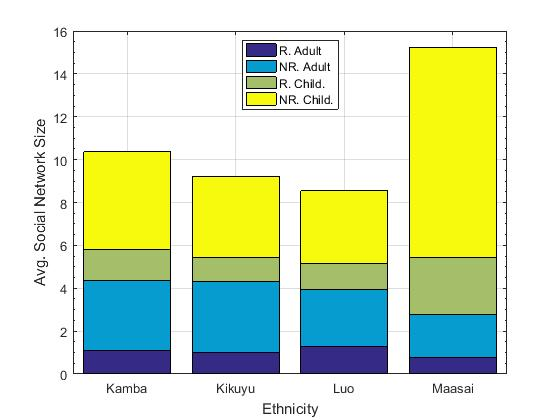 16
14
12
10
8
6
4
2
0
Avg. Social Network Size
R. Adult
NR. Adult
R. Child.
NR. Child.
Kamba Kikuyu Luo Maasai
Ethnicity